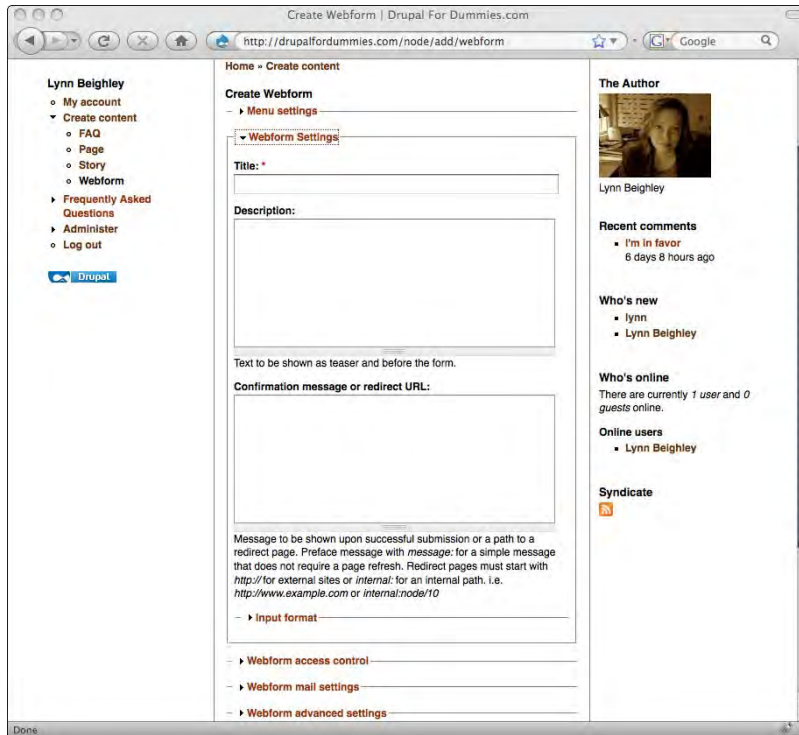 Create Webform | Drupal For Dummies.com
http://drupalfordummies.com/node/add/webform
Google
Lynn Beighley
My account
Create content
FAQ
Page
Story
Webform
Frequently Asked
Questions
Administer
Log out
Drupal
Home » Create content
Create Webform
Menu settings
Webform Settings
Title: *
Description:
Text to be shown as teaser and before the form.
Confirmation message or redirect URL:
Message to be shown upon successful submission or a path to a
redirect page. Preface message with message: for a simple message
that does not require a page refresh. Redirect pages must start with
http:// for external sites or internal: for an internal path. i.e.
http://www.example.com or internal:node/10
Input format
Webform access control
Webform mail settings
Webform advanced settings
The Author
Lynn Beighley
Recent comments
I'm in favor
6 days 8 hours ago
Who's new
lynn
Lynn Beighley
Who's online
There are currently 1 user and 0
guests online.
Online users
Lynn Beighley
Syndicate
Done